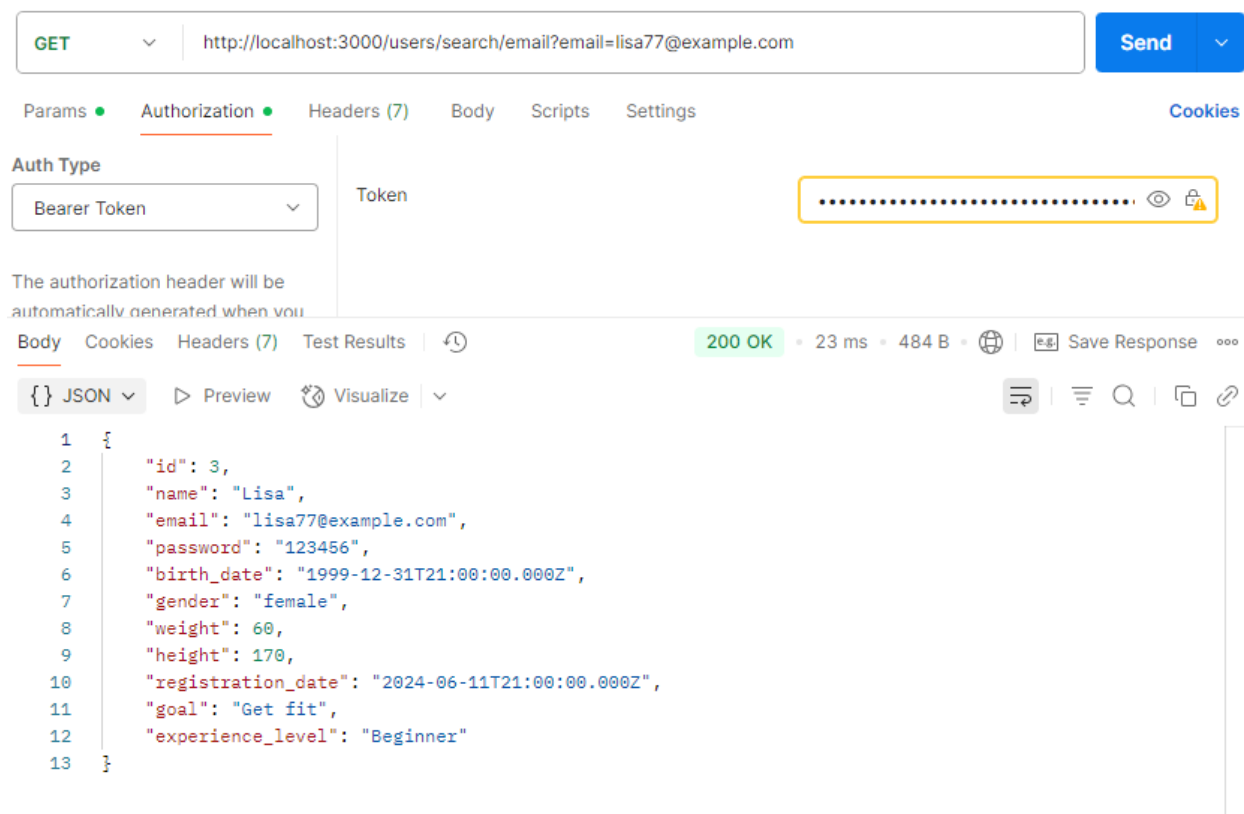 GET http://localhost:3000/users/search/email?email=lisa77@example.com Send
Params Authorization Headers (7) Body Scripts Settings Cookies
Auth Type
Bearer Token
Token ••••••••••••••••••••••••••••••••
The authorization header will be
automatically generated when you
Body Cookies Headers (7) Test Results 200 OK • 23 ms • 484 B e.g. Save Response
{} JSON Preview Visualize
1 {
2 "id": 3,
3 "name": "Lisa",
4 "email": "lisa77@example.com",
5 "password": "123456",
6 "birth_date": "1999-12-31T21:00:00.000Z",
7 "gender": "female",
8 "weight": 60,
9 "height": 170,
10 "registration_date": "2024-06-11T21:00:00.000Z",
11 "goal": "Get fit",
12 "experience_level": "Beginner"
13 }